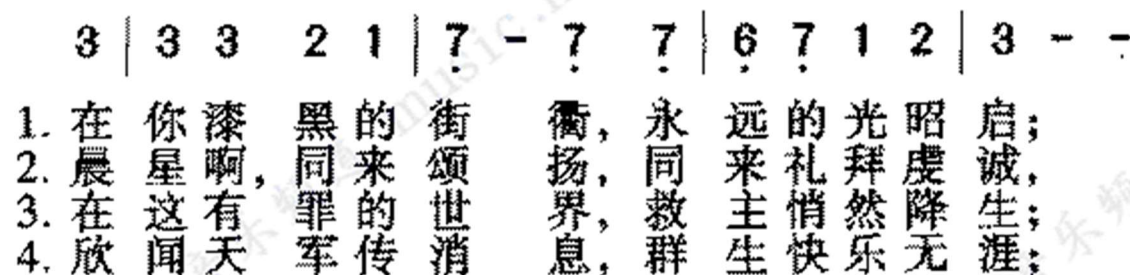 3 | 3 3 2 1 | 7̣ - 7̣ 7̣ | 6̣ 7̣ 1 2 | 3 - -
1. 在 你 漆 黑 的 街 衢, 永 远 的 光 昭 启;
2. 晨 星 啊, 同 来 颂 扬, 同 来 礼 拜 虔 诚,
3. 在 这 有 罪 的 世 界, 救 主 悄 然 降 生;
4. 欣 闻 天 军 传 消 息, 群 生 快 乐 无 涯;